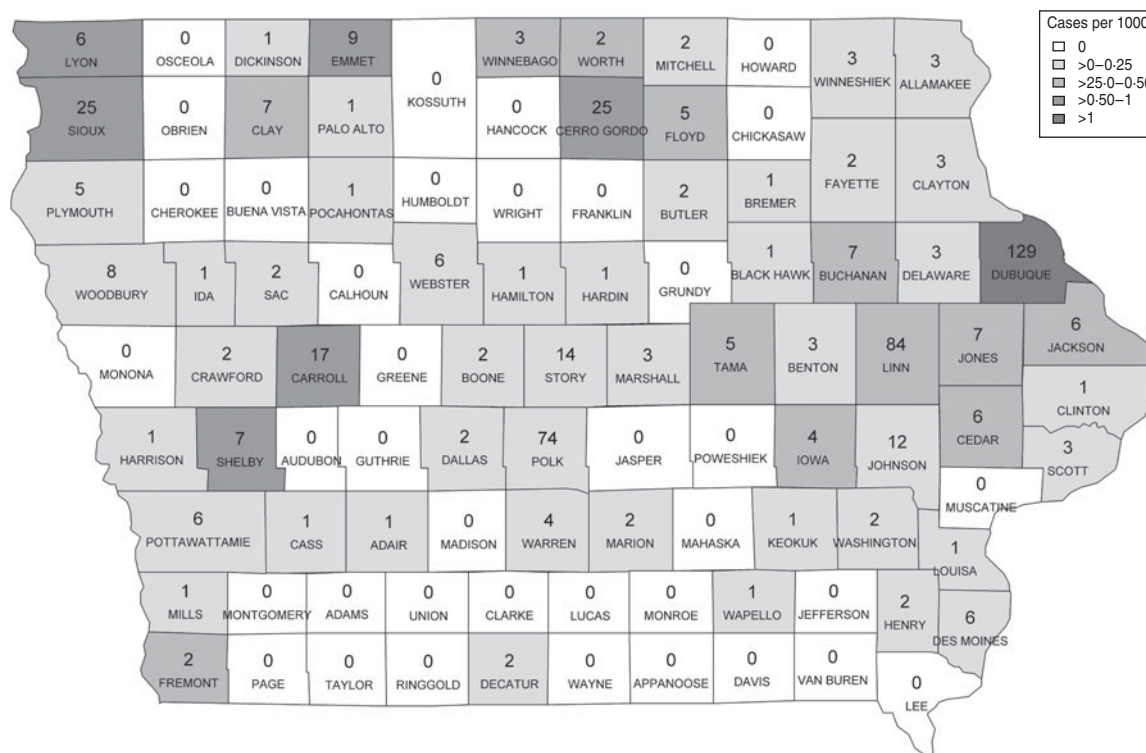 Cases per 1000
0
>0–0·25
>25·0–0·50
>0·50–1
>1
6 0 1 9 0 3 2 2 0 3 3
LYON OSCEOLA DICKINSON EMMET KOSSUTH WINNEBAGO WORTH MITCHELL HOWARD WINNESHIEK ALLAMAKEE
25 0 7 1 0 25 5 0
SIOUX OBRIEN CLAY PALO ALTO HANCOCK CERRO GORDO FLOYD CHICKASAW
5 0 0 1 0 0 0 2 1 2 3
PLYMOUTH CHEROKEE BUENA VISTA POCAHONTAS HUMBOLDT WRIGHT FRANKLIN BUTLER BREMER FAYETTE CLAYTON
8 1 2 0 6 1 1 0 1 7 3 129
WOODBURY IDA SAC CALHOUN WEBSTER HAMILTON HARDIN GRUNDY BLACK HAWK BUCHANAN DELAWARE DUBUQUE
0 2 17 0 2 14 3 5 3 84 7 6
MONONA CRAWFORD CARROLL GREENE BOONE STORY MARSHALL TAMA BENTON LINN JONES JACKSON
1
CLINTON
1 7 0 0 2 74 0 0 4 12 6 3
HARRISON SHELBY AUDUBON GUTHRIE DALLAS POLK JASPER POWESHIEK IOWA JOHNSON CEDAR SCOTT
0
MUSCATINE
6 1 1 0 4 2 0 1 2 1
POTTAWATTAMIE CASS ADAIR MADISON WARREN MARION MAHASKA KEOKUK WASHINGTON LOUISA
1 0 0 0 0 0 0 1 0 2 6
MILLS MONTGOMERY ADAMS UNION CLARKE LUCAS MONROE WAPELLO JEFFERSON HENRY DES MOINES
2 0 0 0 2 0 0 0 0 0
FREMONT PAGE TAYLOR RINGGOLD DECATUR WAYNE APPANOOSE DAVIS VAN BUREN LEE